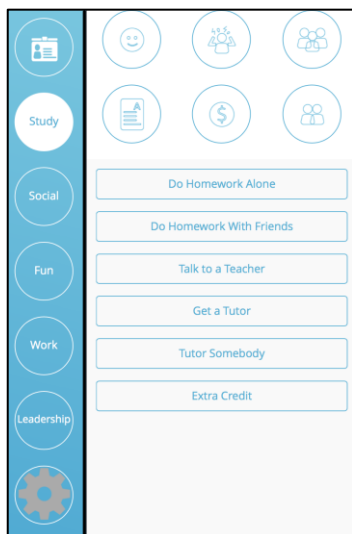 Study
Social
Fun
Work
Leadership
A
$
Do Homework Alone
Do Homework With Friends
Talk to a Teacher
Get a Tutor
Tutor Somebody
Extra Credit